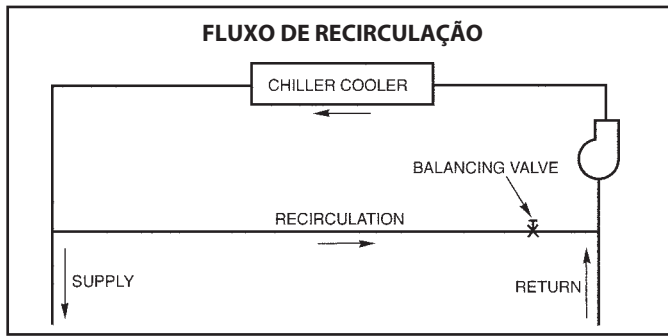 FLUXO DE RECIRCULAÇÃO
CHILLER COOLER
BALANCING VALVE
RECIRCULATION
SUPPLY
RETURN